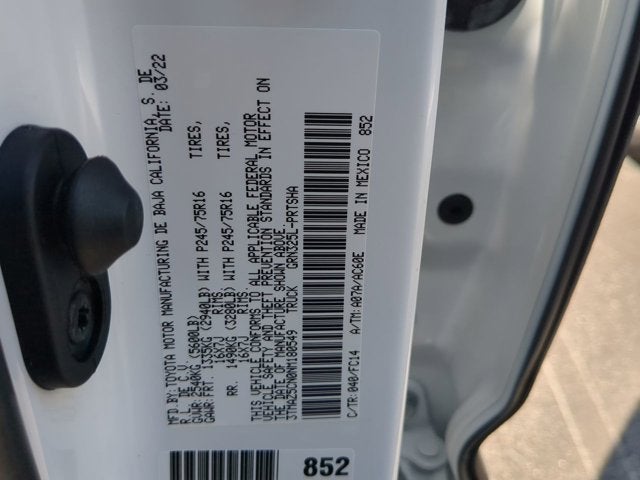 MFD.BY:TOYOTA MOTOR MANUFACTURING DE BAJA CALIFORNIA, S. DE
R.L. DE C.V. DATE: 03/22
GVWR: 2540KG (5600LB)
GAWR: FRT. 1335KG (2940LB) WITH P245/75R16 TIRES,
16X7J RIMS
RR. 1490KG (3280LB) WITH P245/75R16 TIRES,
16X7J RIMS
THIS VEHICLE CONFORMS TO ALL APPLICABLE FEDERAL MOTOR
VEHICLE SAFETY AND THEFT PREVENTION STANDARDS IN EFFECT ON
THE DATE OF MANUFACTURE SHOWN ABOVE.
3TMAZ5CN0NM180549 TRUCK GRN325L-PRTSHA
C/TR: 040/FC14 A/TM: A07A/AC60E MADE IN MEXICO 852
852